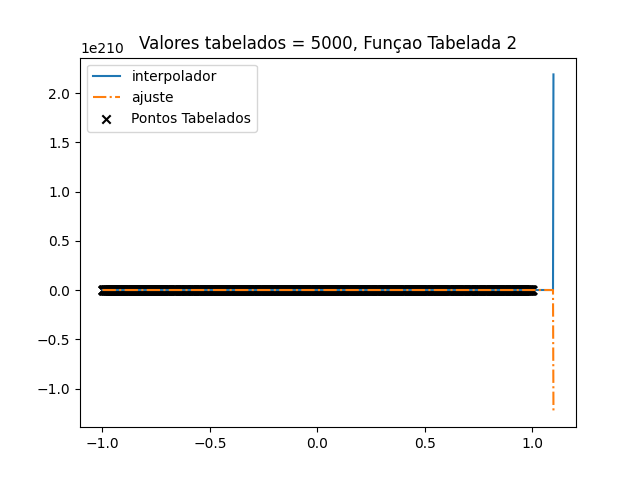 1e210
Valores tabelados = 5000, Funçao Tabelada 2
interpolador
ajuste
Pontos Tabelados
2.0
1.5
1.0
0.5
0.0
−0.5
−1.0
−1.0 −0.5 0.0 0.5 1.0